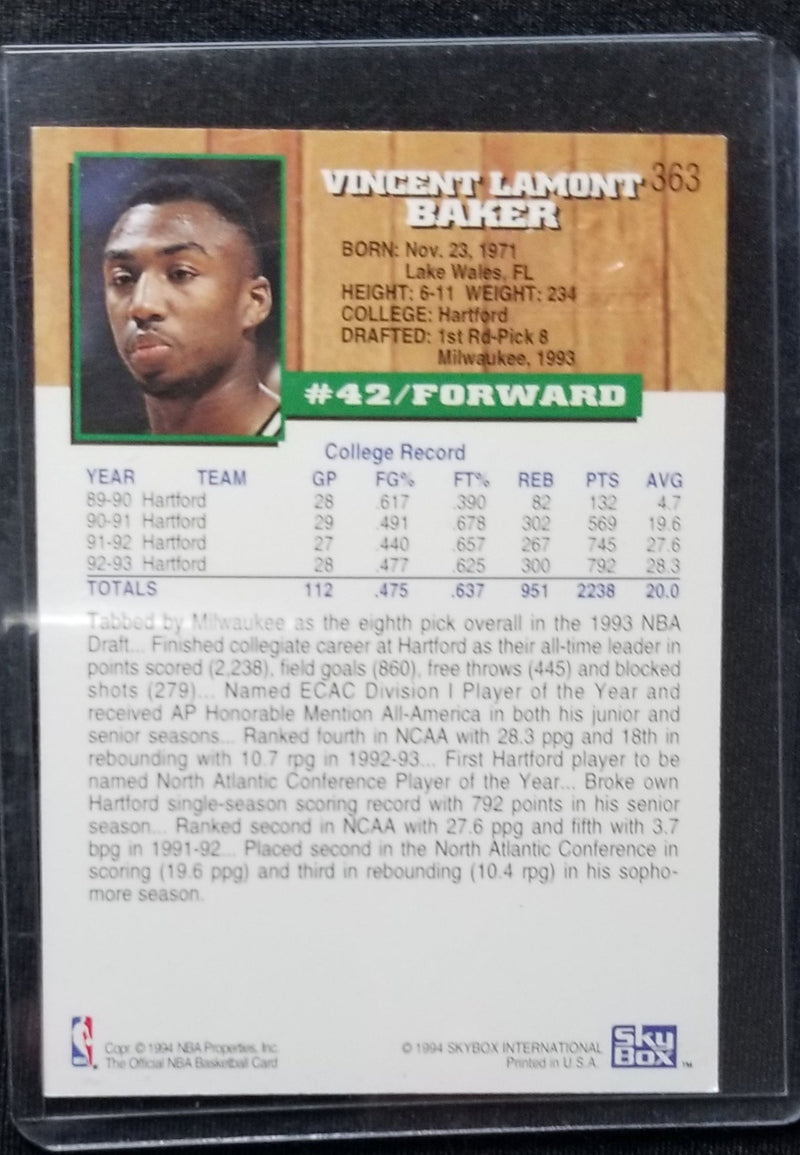 VINCENT LAMONT 363
BAKER
BORN: Nov. 23, 1971
Lake Wales, FL
HEIGHT: 6-11 WEIGHT: 234
COLLEGE: Hartford
DRAFTED: 1st Rd-Pick 8
Milwaukee, 1993
#42/FORWARD
College Record
YEAR TEAM GP FG% FT% REB PTS AVG
89-90 Hartford 28 .617 .390 82 132 4.7
90-91 Hartford 29 .491 .678 302 569 19.6
91-92 Hartford 27 .440 .657 267 745 27.6
92-93 Hartford 28 .477 .625 300 792 28.3
TOTALS 112 .475 .637 951 2238 20.0
Tabbed by Milwaukee as the eighth pick overall in the 1993 NBA
Draft... Finished collegiate career at Hartford as their all-time leader in
points scored (2,238), field goals (860), free throws (445) and blocked
shots (279)... Named ECAC Division I Player of the Year and
received AP Honorable Mention All-America in both his junior and
senior seasons... Ranked fourth in NCAA with 28.3 ppg and 18th in
rebounding with 10.7 rpg in 1992-93... First Hartford player to be
named North Atlantic Conference Player of the Year... Broke own
Hartford single-season scoring record with 792 points in his senior
season... Ranked second in NCAA with 27.6 ppg and fifth with 3.7
bpg in 1991-92... Placed second in the North Atlantic Conference in
scoring (19.6 ppg) and third in rebounding (10.4 rpg) in his sopho-
more season.
Copr. © 1994 NBA Properties, Inc.
The Official NBA Basketball Card
© 1994 SKYBOX INTERNATIONAL
Printed in U.S.A.
Sky
Box ™